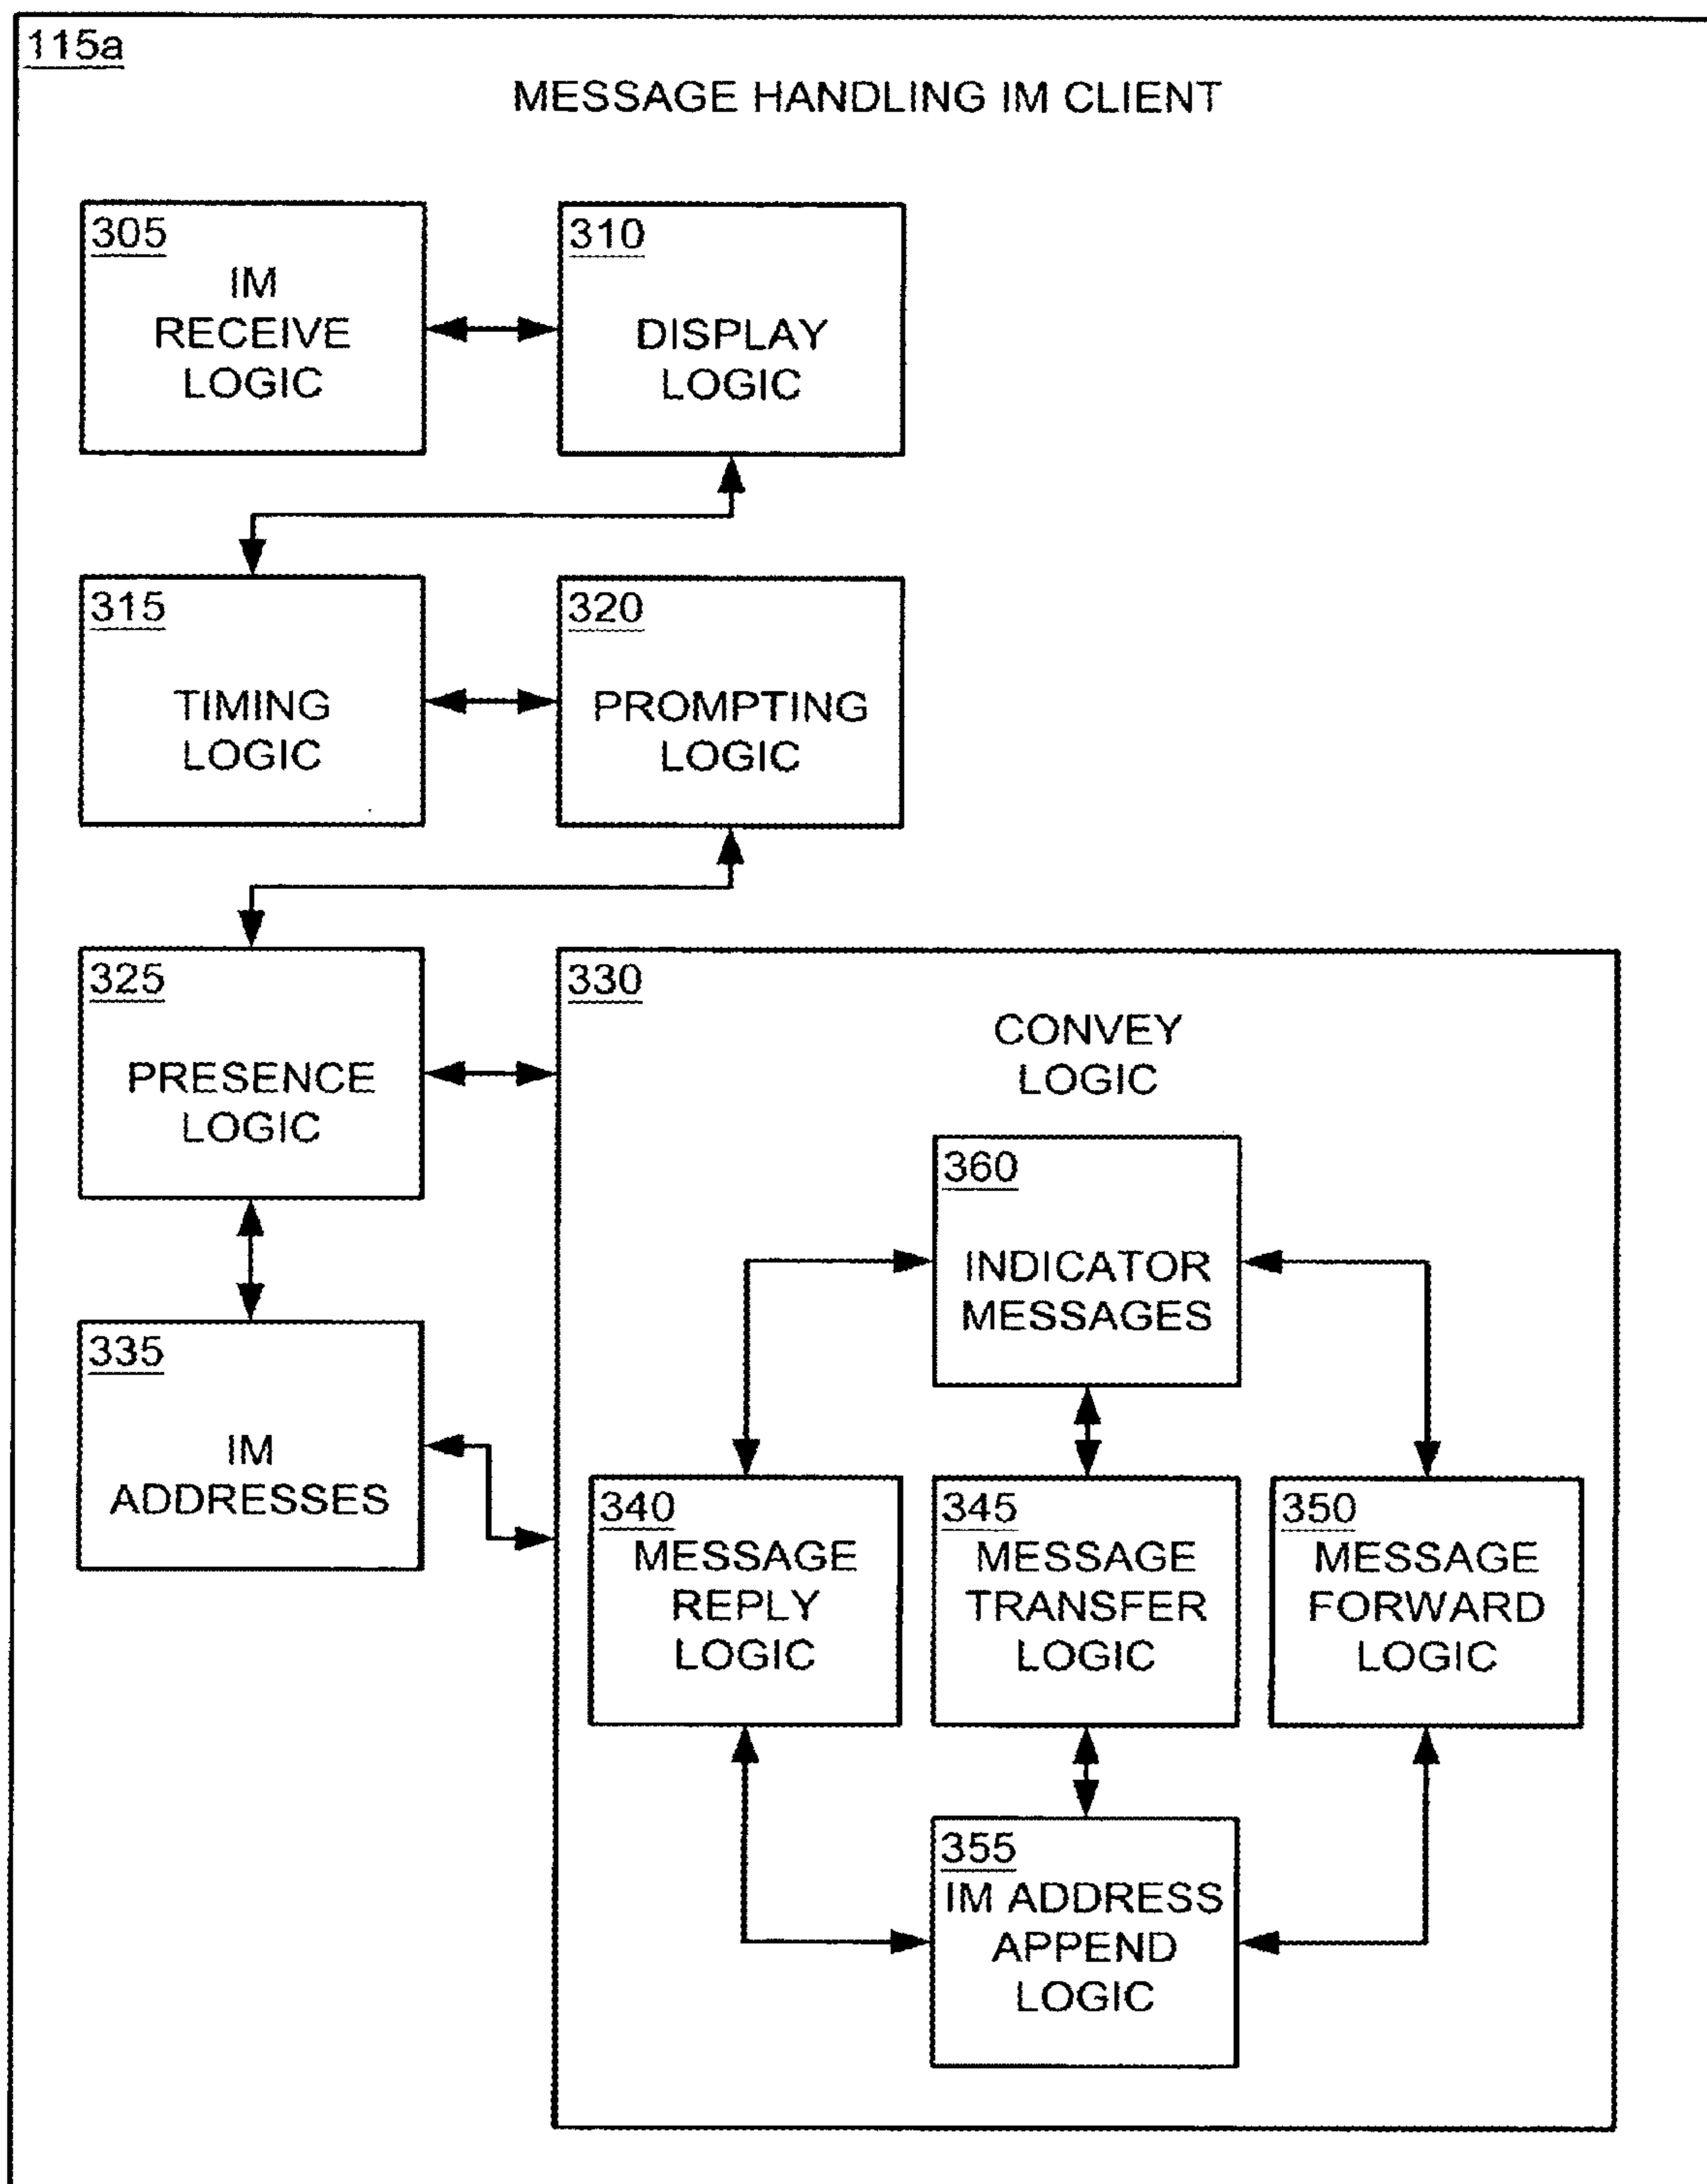 115a
MESSAGE HANDLING IM CLIENT
305
IM
RECEIVE
LOGIC
310
DISPLAY
LOGIC
315
TIMING
LOGIC
320
PROMPTING
LOGIC
325
PRESENCE
LOGIC
330
CONVEY
LOGIC
360
INDICATOR
MESSAGES
335
IM
ADDRESSES
340
MESSAGE
REPLY
LOGIC
345
MESSAGE
TRANSFER
LOGIC
350
MESSAGE
FORWARD
LOGIC
355
IM ADDRESS
APPEND
LOGIC